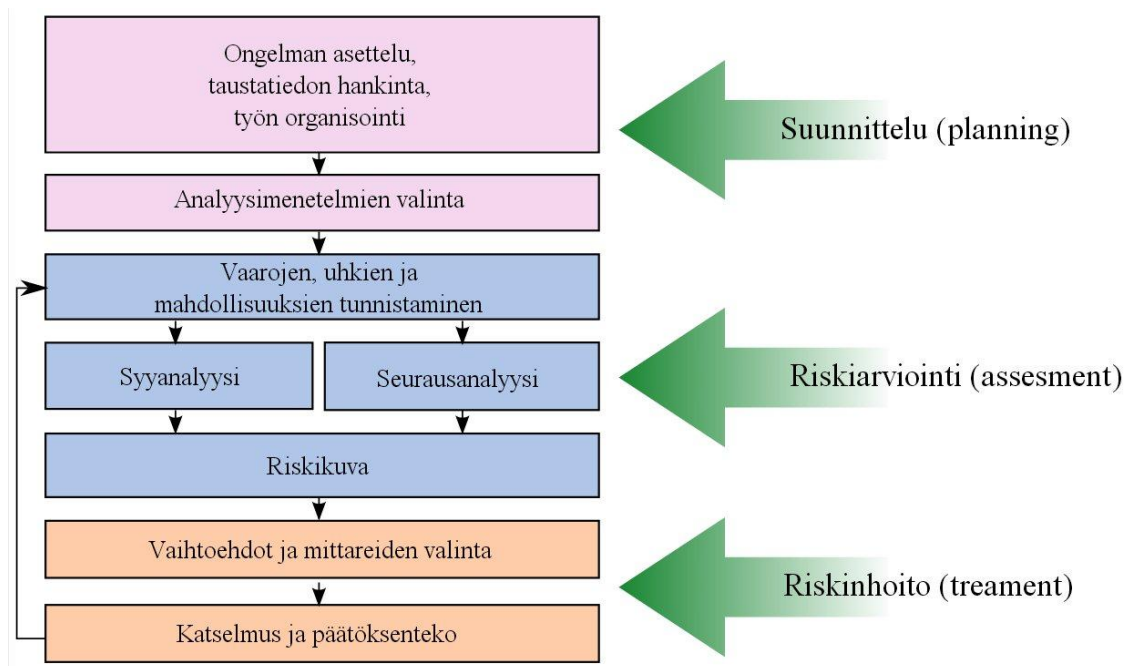 Ongelman asettelu,
taustatiedon hankinta,
työn organisointi
Suunnittelu (planning)
Analyysimenetelmien valinta
Vaarojen, uhkien ja
mahdollisuuksien tunnistaminen
Syyanalyysi
Seurausanalyysi
Riskiarviointi (assesment)
Riskikuva
Vaihtoehdot ja mittareiden valinta
Riskinhoito (treament)
Katselmus ja päätöksenteko